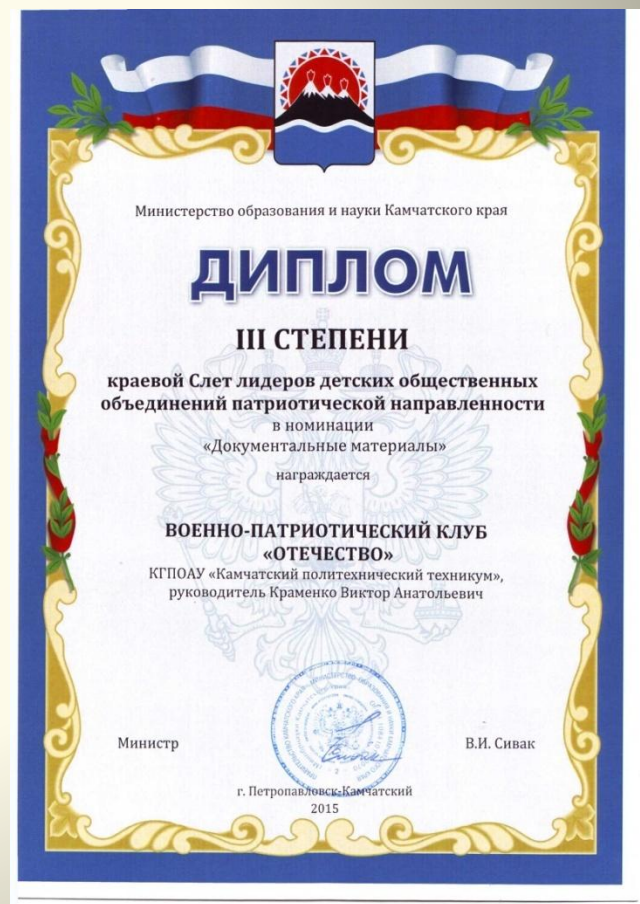 Министерство образования и науки Камчатского края
ДИПЛОМ
III СТЕПЕНИ
краевой Слет лидеров детских общественных
объединений патриотической направленности
в номинации
«Документальные материалы»
награждается
ВОЕННО-ПАТРИОТИЧЕСКИЙ КЛУБ
«ОТЕЧЕСТВО»
КГПОАУ «Камчатский политехнический техникум»,
руководитель Краменко Виктор Анатольевич
Министр
В.И. Сивак
г. Петропавловск-Камчатский
2015